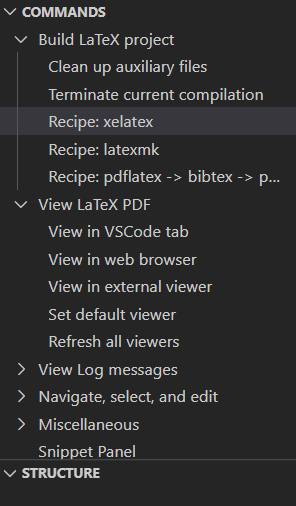 COMMANDS
Build LaTeX project
Clean up auxiliary files
Terminate current compilation
Recipe: xelatex
Recipe: latexmk
Recipe: pdflatex -> bibtex -> p...
View LaTeX PDF
View in VSCode tab
View in web browser
View in external viewer
Set default viewer
Refresh all viewers
View Log messages
Navigate, select, and edit
Miscellaneous
Snippet Panel
STRUCTURE